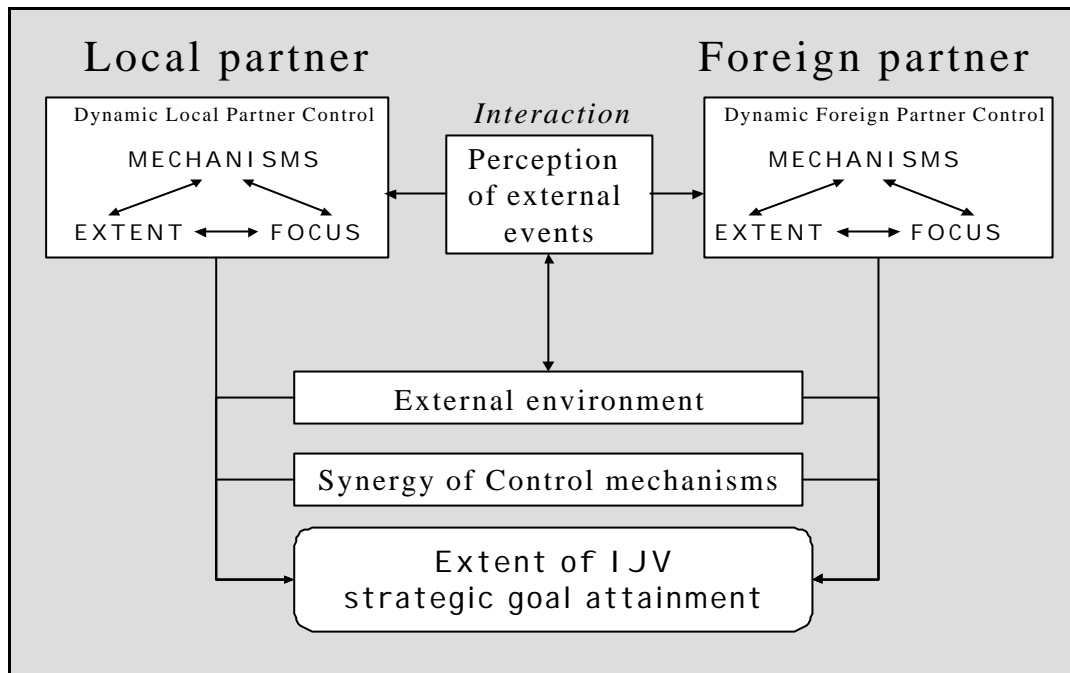 Local partner
Foreign partner
Dynamic Local Partner Control
MECHANISMS
EXTENT
FOCUS
Interaction
Perception
of external
events
Dynamic Foreign Partner Control
MECHANISMS
EXTENT
FOCUS
External environment
Synergy of Control mechanisms
Extent of IJV
strategic goal attainment